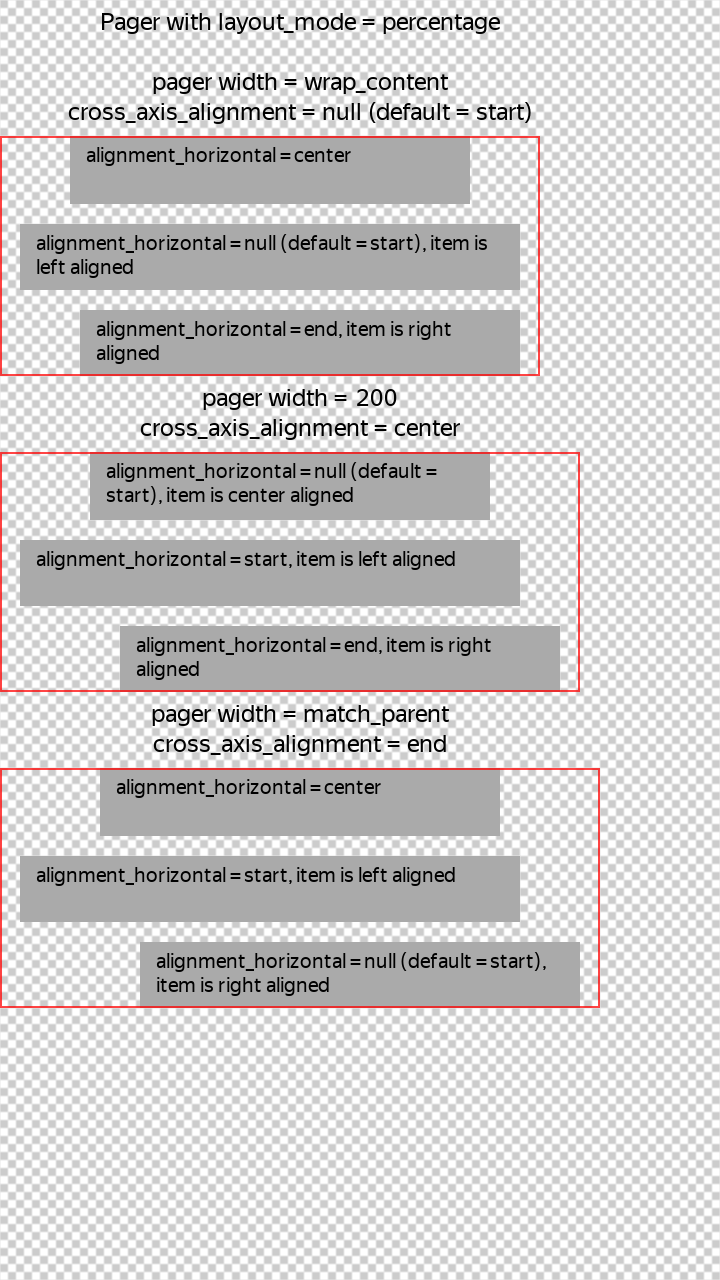 Pager with layout_mode = percentage
pager width = wrap_content
cross_axis_alignment = null (default = start)
alignment_horizontal = center
alignment_horizontal = null (default = start), item is
left aligned
alignment_horizontal = end, item is right
aligned
pager width = 200
cross_axis_alignment = center
alignment_horizontal = null (default =
start), item is center aligned
alignment_horizontal = start, item is left aligned
alignment_horizontal = end, item is right
aligned
pager width = match_parent
cross_axis_alignment = end
alignment_horizontal = center
alignment_horizontal = start, item is left aligned
alignment_horizontal = null (default = start),
item is right aligned